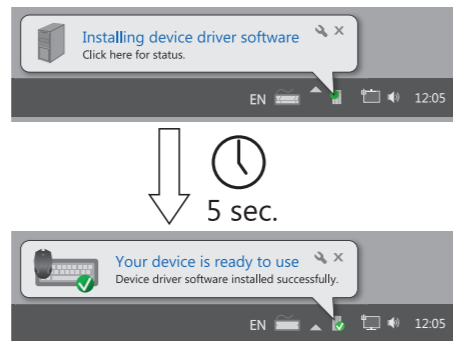 Installing device driver software
Click here for status.
EN 12:05
5 sec.
Your device is ready to use
Device driver software installed successfully.
EN 12:05